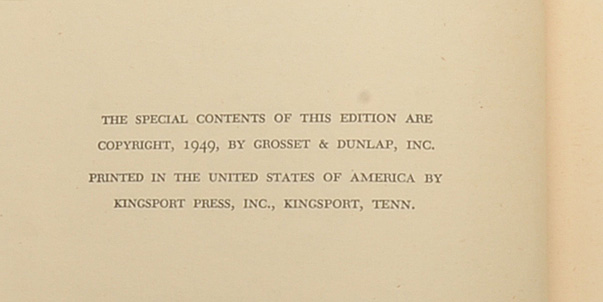 THE SPECIAL CONTENTS OF THIS EDITION ARE
COPYRIGHT, 1949, BY GROSSET & DUNLAP, INC.
PRINTED IN THE UNITED STATES OF AMERICA BY
KINGSPORT PRESS, INC., KINGSPORT, TENN.